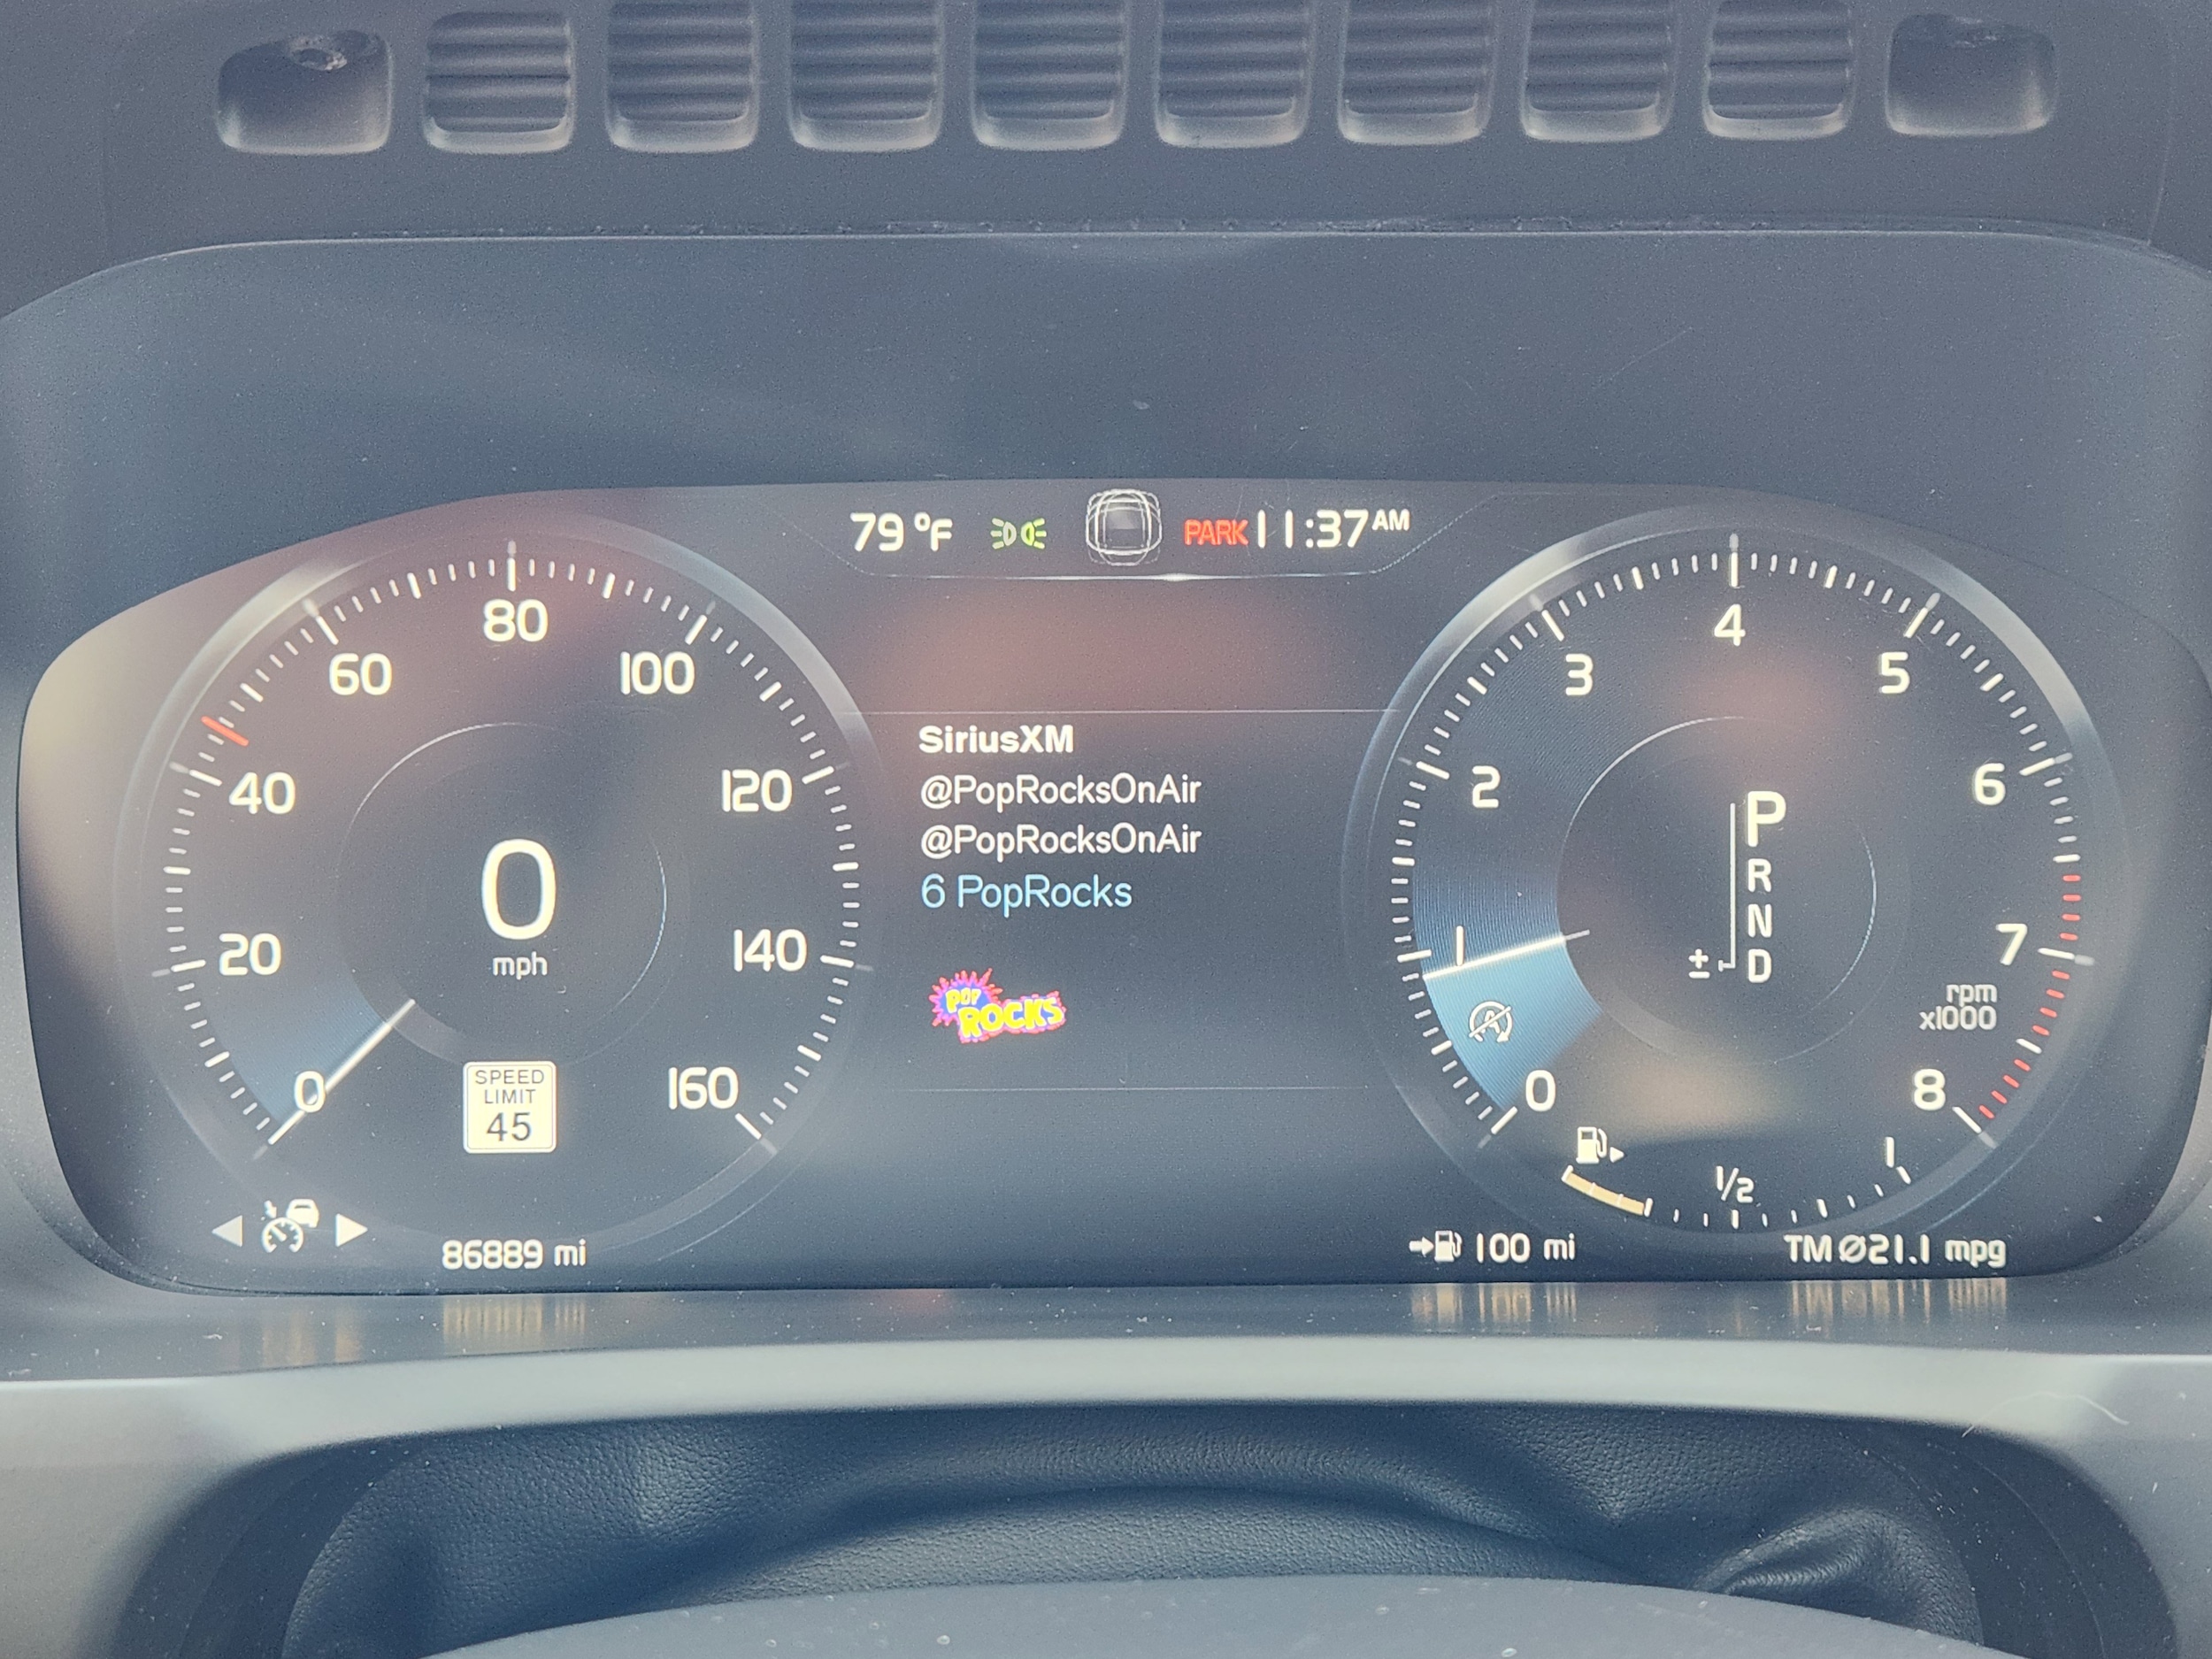 79 °F PARK 11:37 AM
80
60
100
40
120
20
140
0
160
0
mph
SPEED
LIMIT
45
86889 mi
SiriusXM
@PopRocksOnAir
@PopRocksOnAir
6 PopRocks
POP
ROCKS
4
3
5
2
6
1
7
0
8
P
R
N
± D
rpm
x1000
A
1/2
1
100 mi
TM Ø21.1 mpg